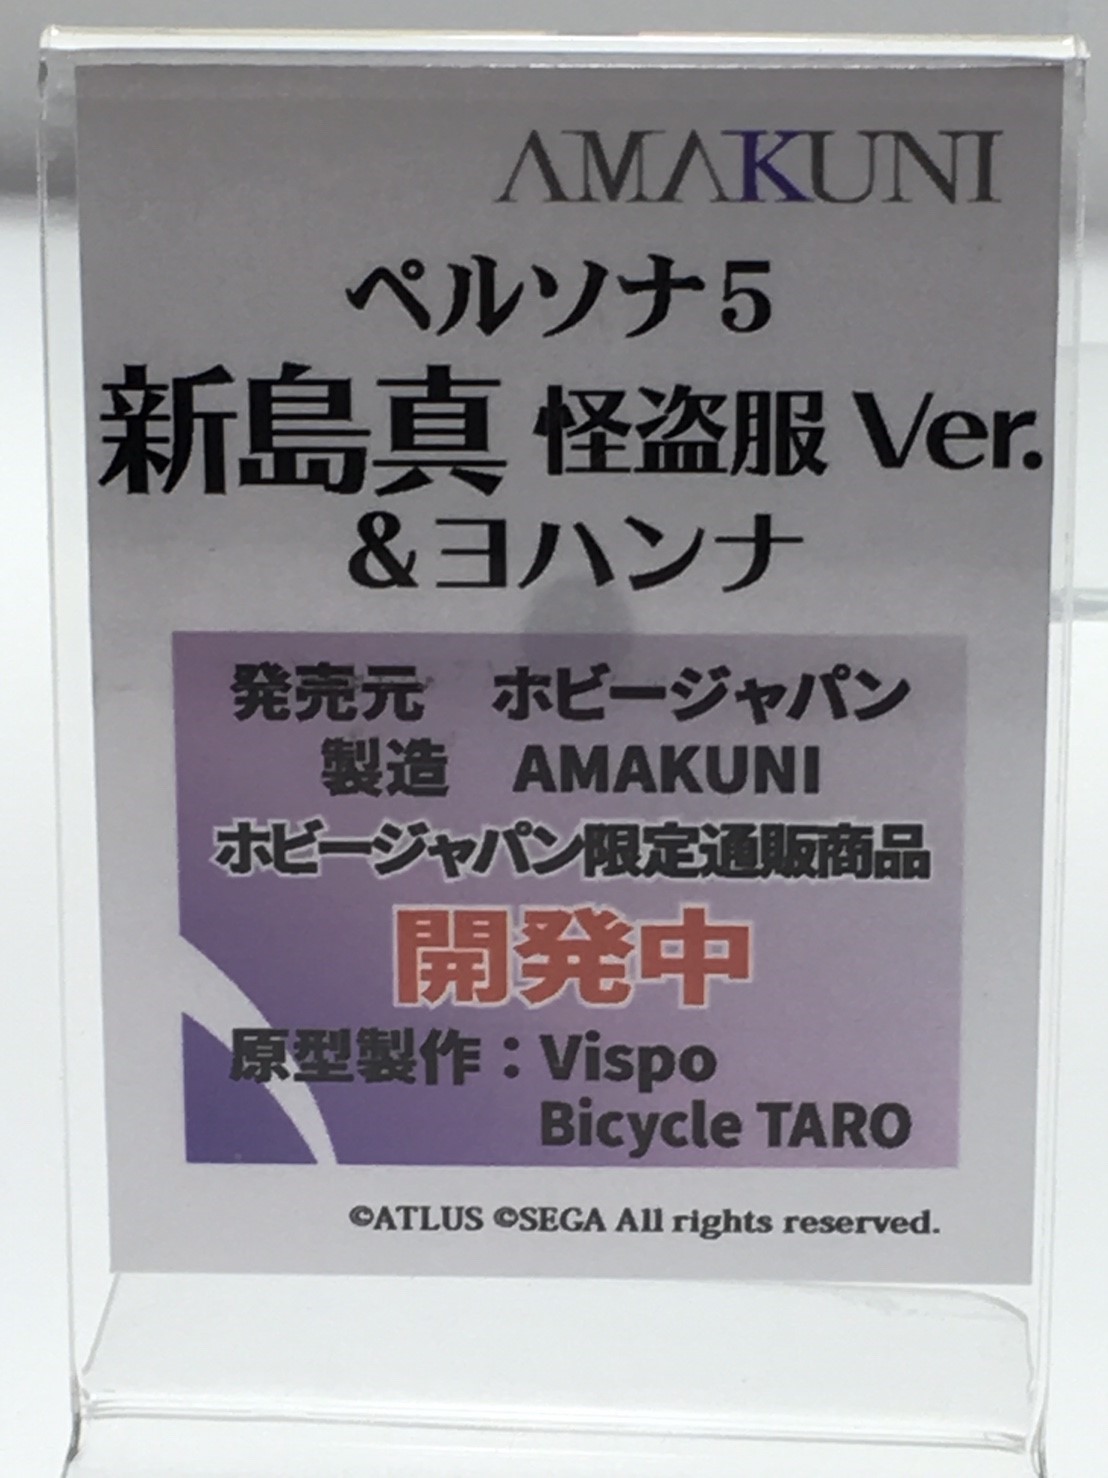 AMAKUNI
ペルソナ5
新島真 怪盗服 Ver.
&ヨハンナ
発売元 ホビージャパン
製造 AMAKUNI
ホビージャパン限定通販商品
開発中
原型製作：Vispo
Bicycle TARO
©ATLUS ©SEGA All rights reserved.